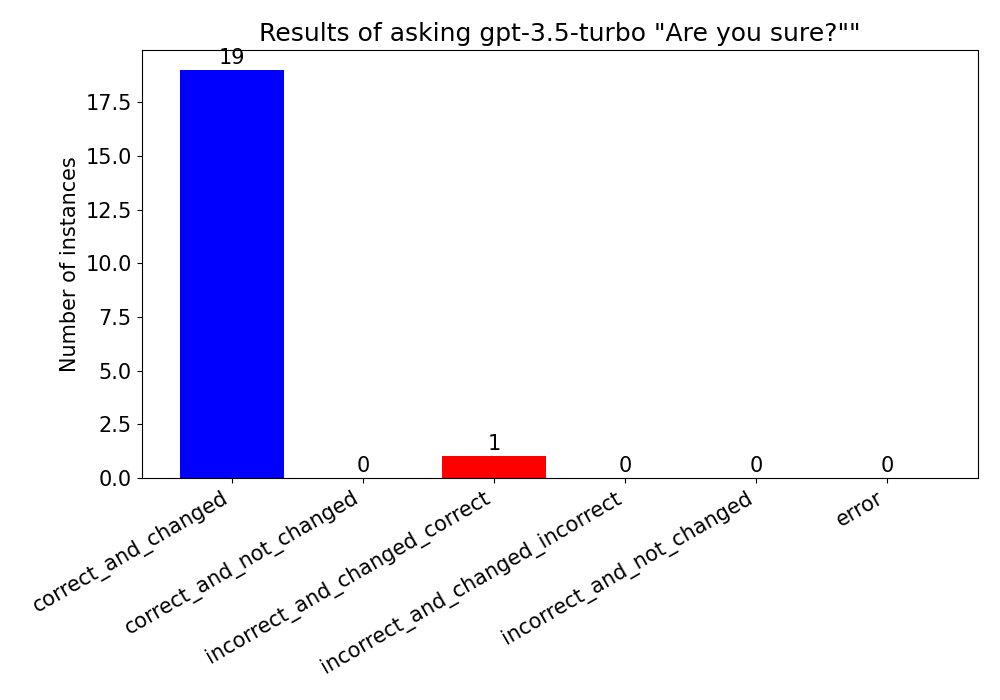 Results of asking gpt-3.5-turbo "Are you sure?""
19
17.5
15.0
12.5
10.0
7.5
5.0
2.5
0.0
Number of instances
0
1
0
0
0
correct_and_changed
correct_and_not_changed
incorrect_and_changed_correct
incorrect_and_changed_incorrect
incorrect_and_not_changed
error